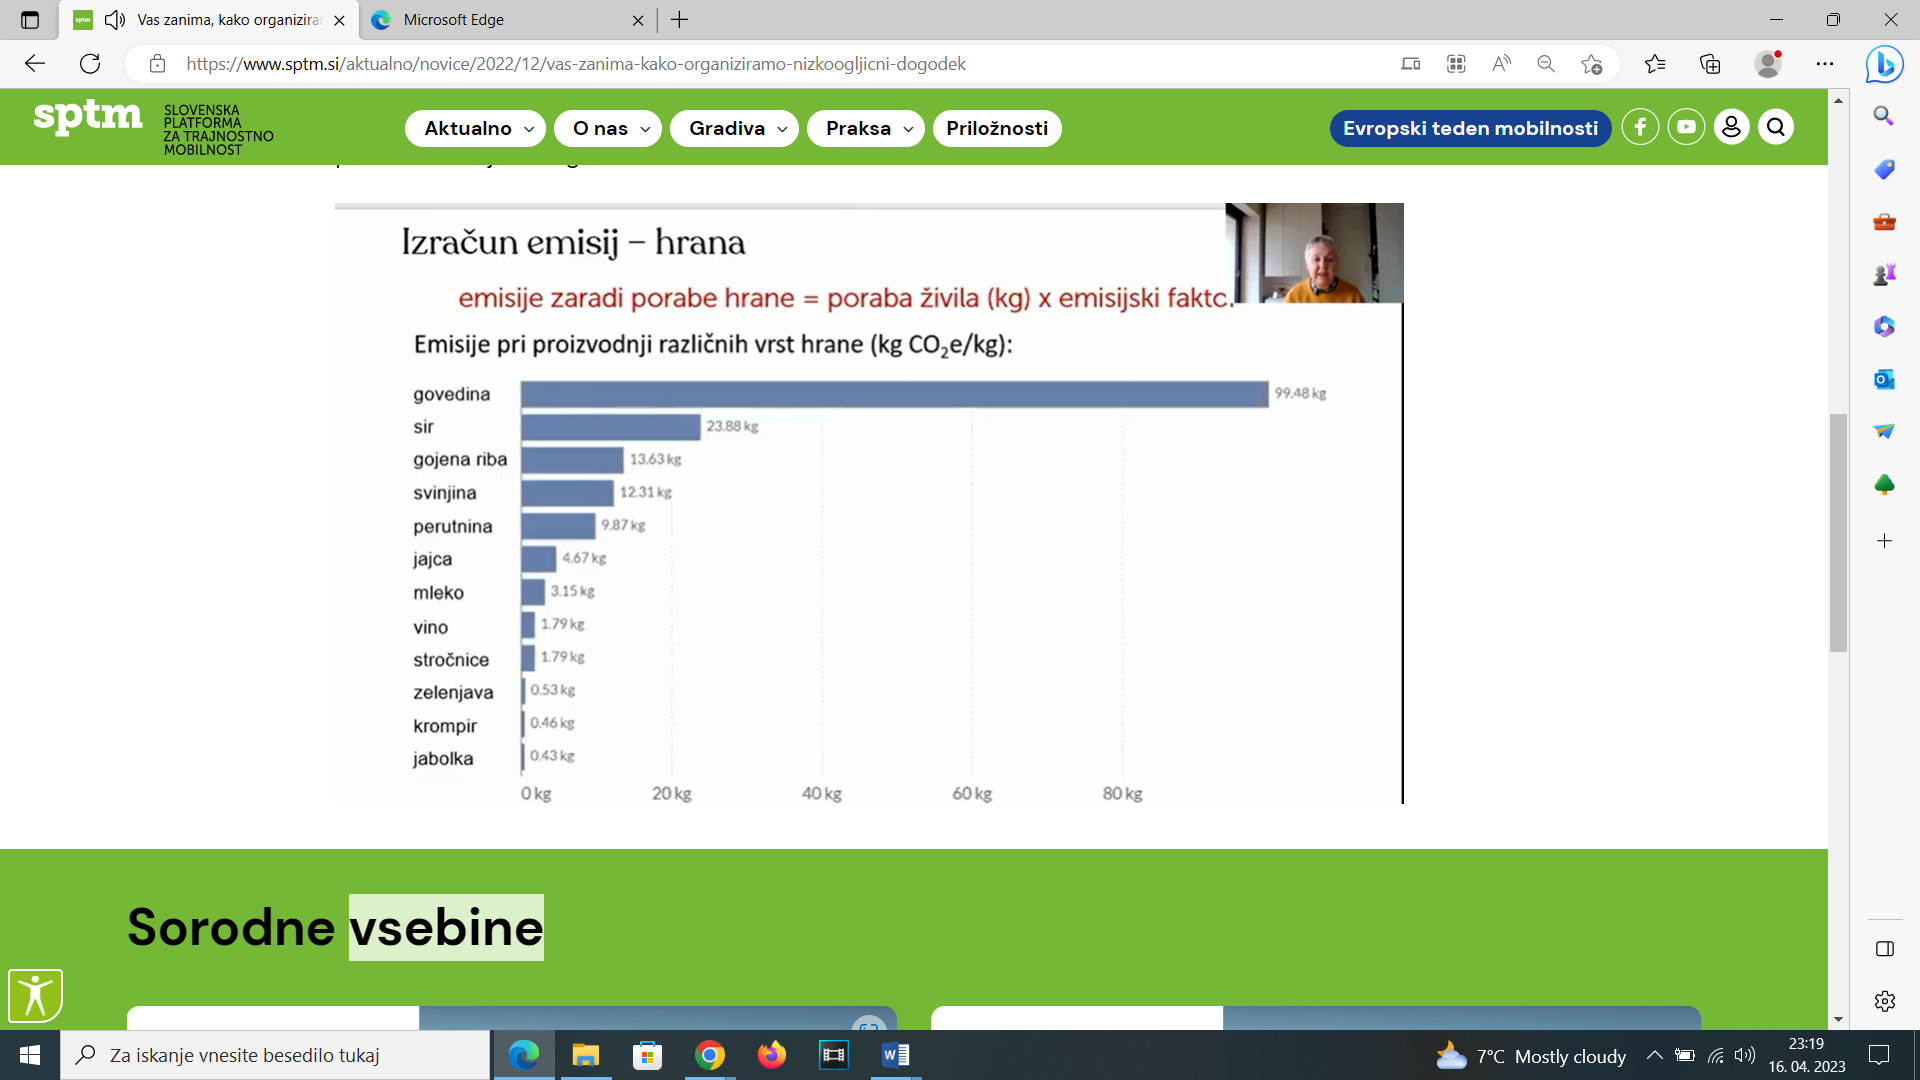 Vas zanima, kako organizira
Microsoft Edge
https://www.sptm.si/aktualno/novice/2022/12/vas-zanima-kako-organiziramo-nizkoogljicni-dogodek
sptm
SLOVENSKA
PLATFORMA
ZA TRAJNOSTNO
MOBILNOST
Aktualno
O nas
Gradiva
Praksa
Priložnosti
Evropski teden mobilnosti
Izračun emisij – hrana
emisije zaradi porabe hrane = poraba živila (kg) x emisijski fakto
Emisije pri proizvodnji različnih vrst hrane (kg CO₂e/kg):
govedina 99.48 kg
sir 23.88 kg
gojena riba 13.63 kg
svinjina 12.31 kg
perutnina 9.87 kg
jajca 4.67 kg
mleko 3.15 kg
vino 1.79 kg
stročnice 1.79 kg
zelenjava 0.53 kg
krompir 0.46 kg
jabolka 0.43 kg
0 kg 20 kg 40 kg 60 kg 80 kg
Sorodne vsebine
Za iskanje vnesite besedilo tukaj
7°C Mostly cloudy
23:19
16. 04. 2023